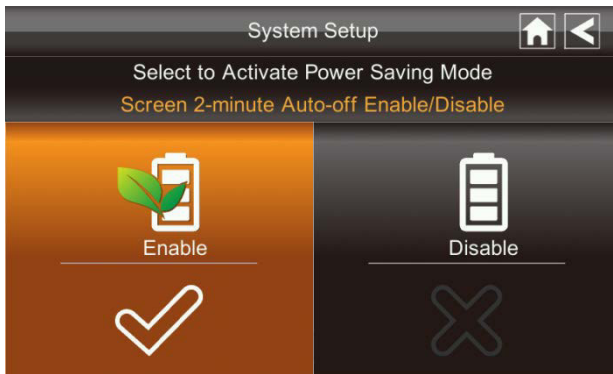 System Setup
Select to Activate Power Saving Mode
Screen 2-minute Auto-off Enable/Disable
Enable
Disable